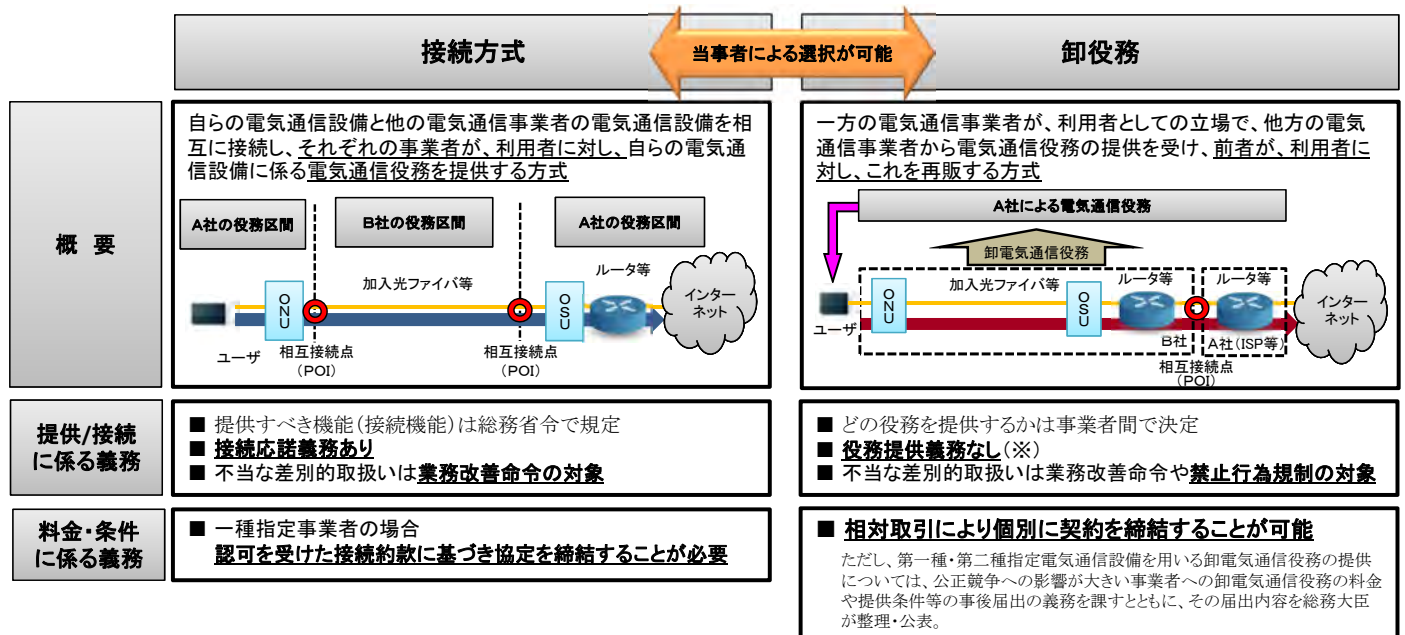 接続方式
当事者による選択が可能
卸役務
概 要
自らの電気通信設備と他の電気通信事業者の電気通信設備を相
互に接続し、それぞれの事業者が、利用者に対し、自らの電気通
信設備に係る電気通信役務を提供する方式
A社の役務区間
B社の役務区間
A社の役務区間
加入光ファイバ等
ルータ等
ONU
OSU
インター
ネット
ユーザ
相互接続点
(POI)
相互接続点
(POI)
一方の電気通信事業者が、利用者としての立場で、他方の電気
通信事業者から電気通信役務の提供を受け、前者が、利用者に
対し、これを再販する方式
A社による電気通信役務
卸電気通信役務
加入光ファイバ等
ルータ等
ルータ等
ONU
OSU
インター
ネット
ユーザ
B社
A社(ISP等)
相互接続点
(POI)
提供/接続
に係る義務
■ 提供すべき機能(接続機能)は総務省令で規定
■ 接続応諾義務あり
■ 不当な差別的取扱いは業務改善命令の対象
■ どの役務を提供するかは事業者間で決定
■ 役務提供義務なし(※)
■ 不当な差別的取扱いは業務改善命令や禁止行為規制の対象
料金・条件
に係る義務
■ 一種指定事業者の場合
認可を受けた接続約款に基づき協定を締結することが必要
■ 相対取引により個別に契約を締結することが可能
ただし、第一種・第二種指定電気通信設備を用いる卸電気通信役務の提供
については、公正競争への影響が大きい事業者への卸電気通信役務の料金
や提供条件等の事後届出の義務を課すとともに、その届出内容を総務大臣
が整理・公表。